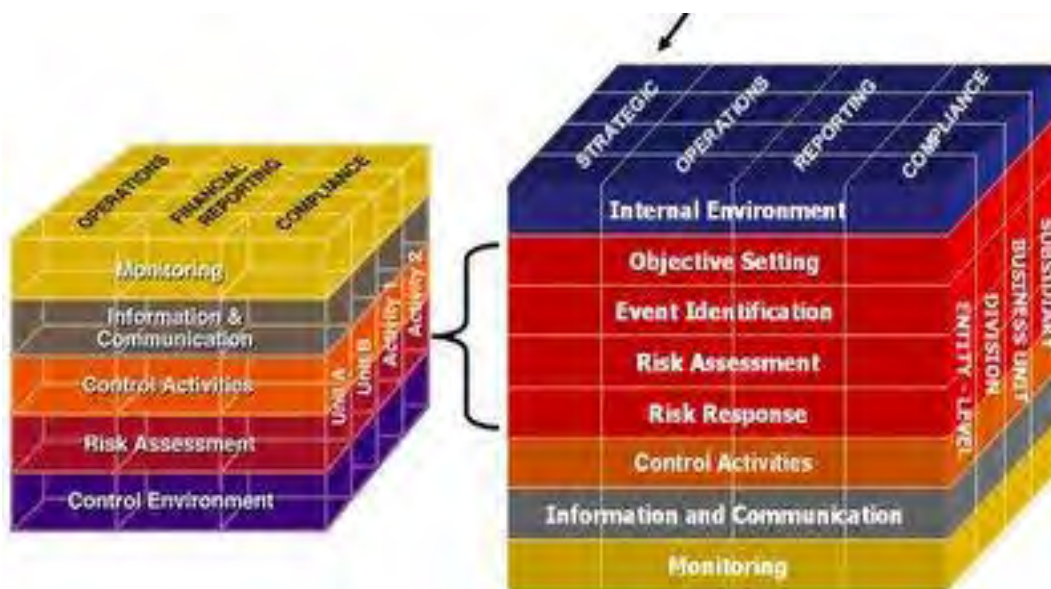 OPERATIONS
FINANCIAL
REPORTING
COMPLIANCE
Monitoring
Information &
Communication
Control Activities
Risk Assessment
Control Environment
Unit A
Unit B
Activity 1
Activity 2
STRATEGIC
OPERATIONS
REPORTING
COMPLIANCE
Internal Environment
Objective Setting
Event Identification
Risk Assessment
Risk Response
Control Activities
Information and Communication
Monitoring
ENTITY - LEVEL
DIVISION
BUSINESS UNIT
SUBSIDIARY